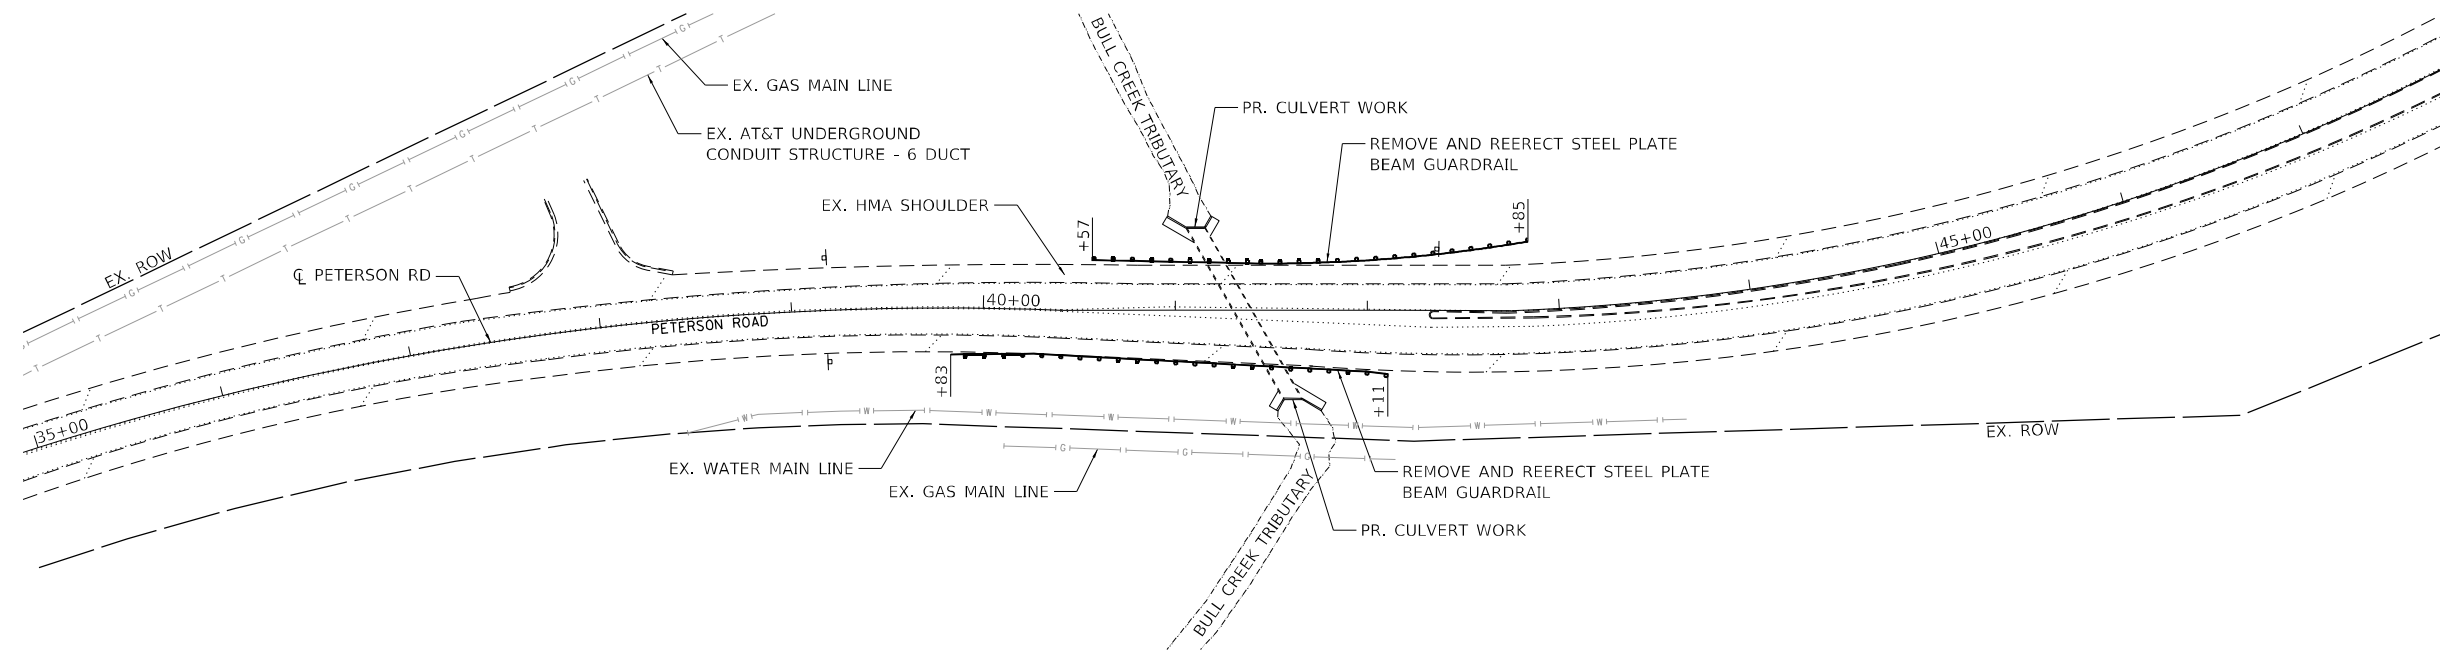 EX. GAS MAIN LINE
EX. AT&T UNDERGROUND
CONDUIT STRUCTURE - 6 DUCT
BULL CREEK TRIBUTARY
PR. CULVERT WORK
REMOVE AND REERECT STEEL PLATE
BEAM GUARDRAIL
EX. HMA SHOULDER
+57
+85
EX. ROW
℄ PETERSON RD
40+00
45+00
PETERSON ROAD
35+00
+83
+11
EX. ROW
EX. WATER MAIN LINE
EX. GAS MAIN LINE
REMOVE AND REERECT STEEL PLATE
BEAM GUARDRAIL
PR. CULVERT WORK
BULL CREEK TRIBUTARY
G
G
G
G
G
G
T
T
T
T
T
T
T
T
T
T
T
T
W
W
W
W
W
W
W
W
G
G
G